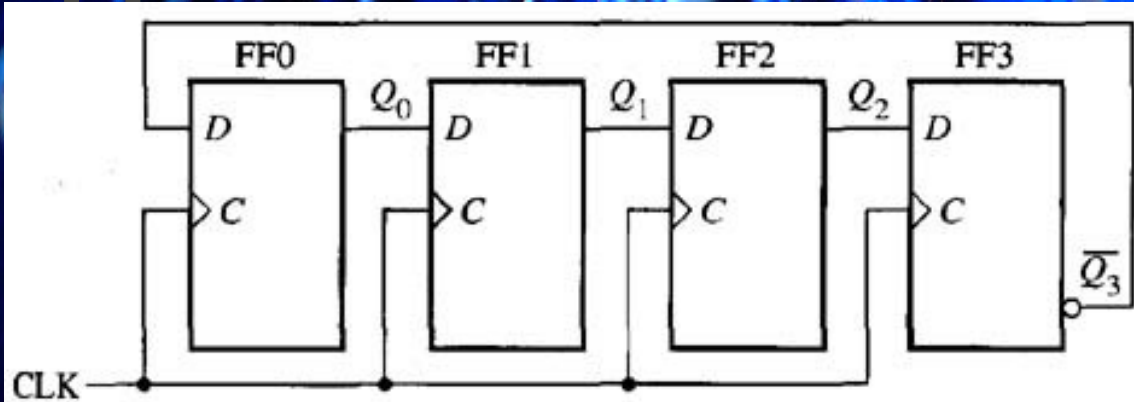 FF0 FF1 FF2 FF3
D Q₀ D Q₁ D Q₂ D
C C C C
Q̅₃
CLK